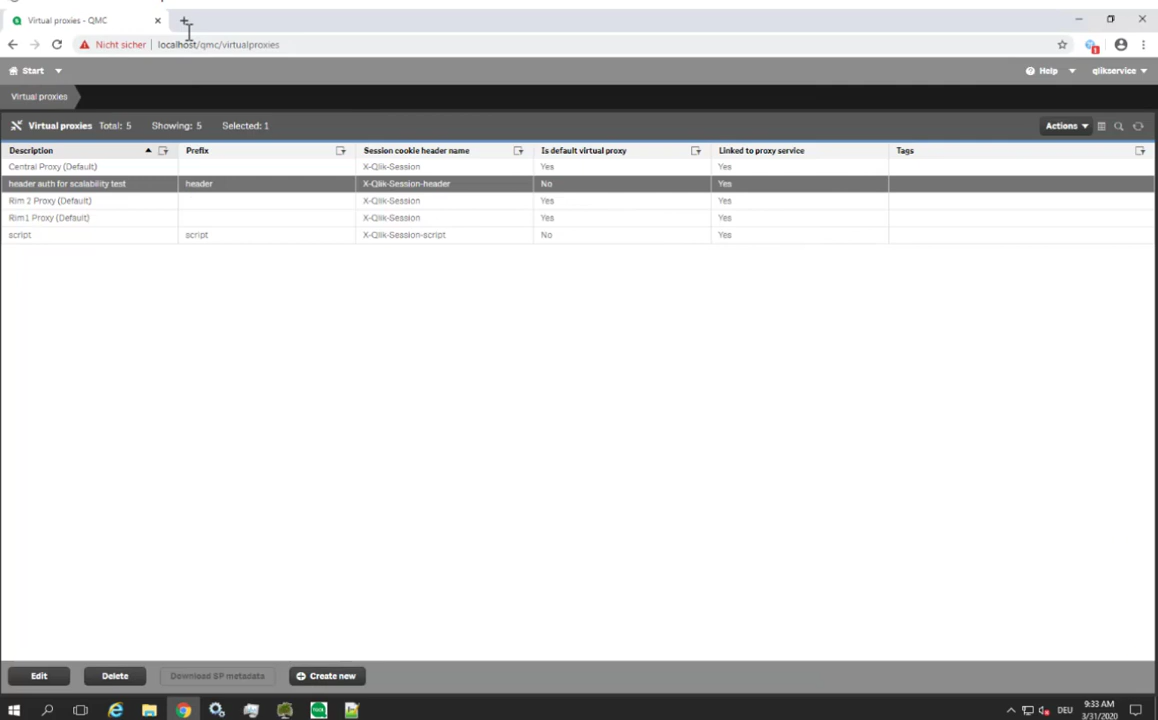 Virtual proxies - QMC
Nicht sicher localhost/qmc/virtualproxies
Start Help qlikservice
Virtual proxies
Virtual proxies Total: 5 Showing: 5 Selected: 1 Actions
Description Prefix Session cookie header name Is default virtual proxy Linked to proxy service Tags
Central Proxy (Default) X-Qlik-Session Yes Yes
header auth for scalability test header X-Qlik-Session-header No Yes
Rim 2 Proxy (Default) X-Qlik-Session Yes Yes
Rim1 Proxy (Default) X-Qlik-Session Yes Yes
script script X-Qlik-Session-script No Yes
Edit Delete Download SP metadata Create new
DEU 9:33 AM
3/31/2020